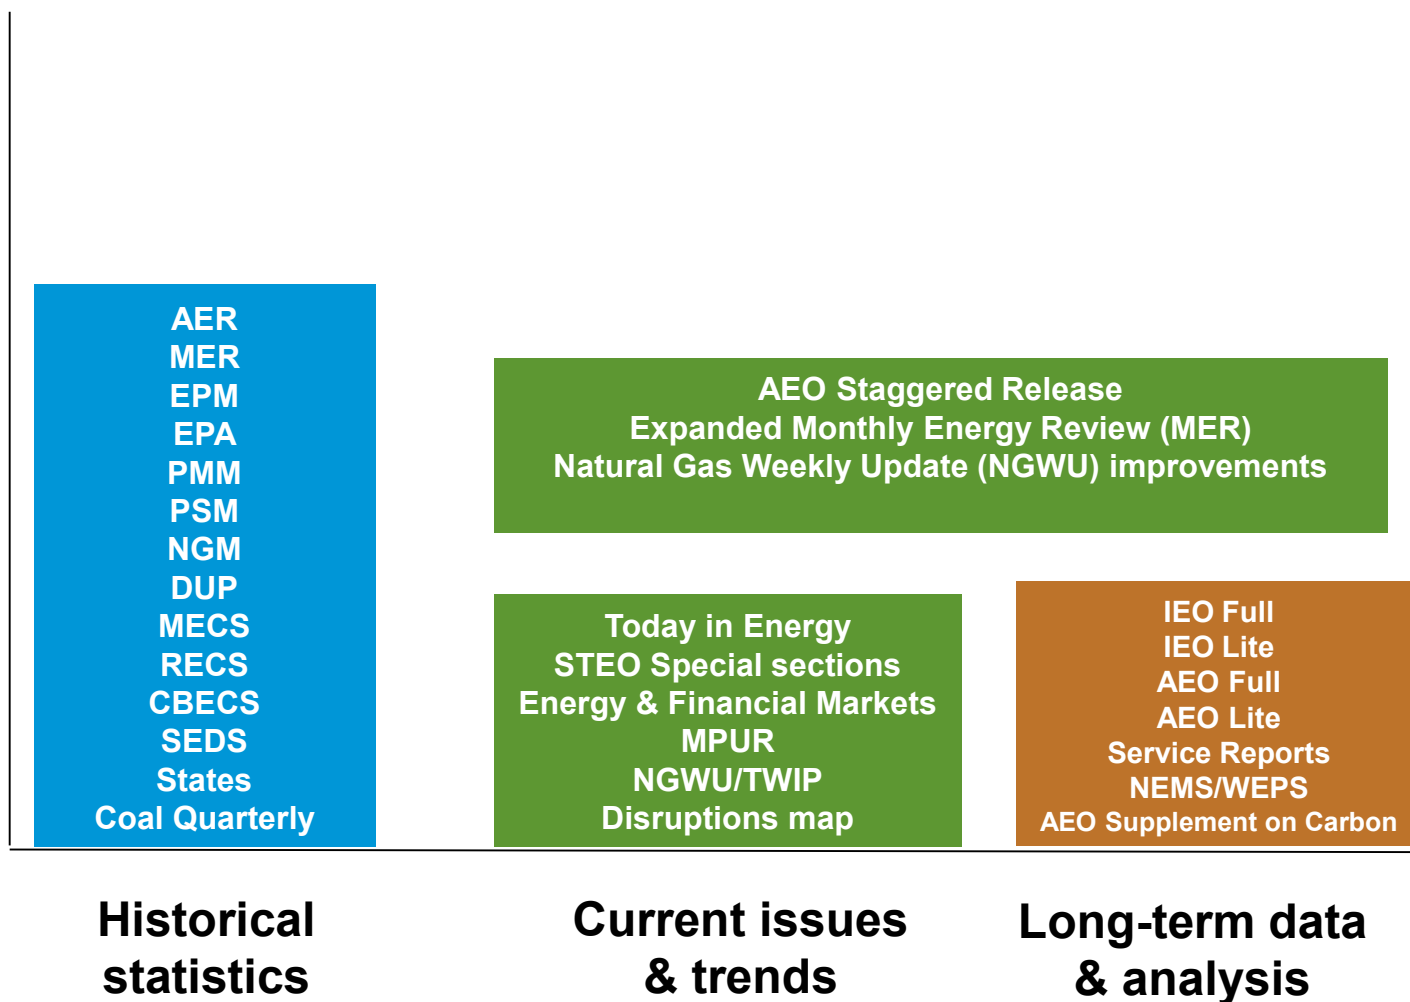 AER
MER
EPM
EPA
PMM
PSM
NGM
DUP
MECS
RECS
CBECS
SEDS
States
Coal Quarterly
AEO Staggered Release
Expanded Monthly Energy Review (MER)
Natural Gas Weekly Update (NGWU) improvements
Today in Energy
STEO Special sections
Energy & Financial Markets
MPUR
NGWU/TWIP
Disruptions map
IEO Full
IEO Lite
AEO Full
AEO Lite
Service Reports
NEMS/WEPS
AEO Supplement on Carbon
Historical
statistics
Current issues
& trends
Long-term data
& analysis